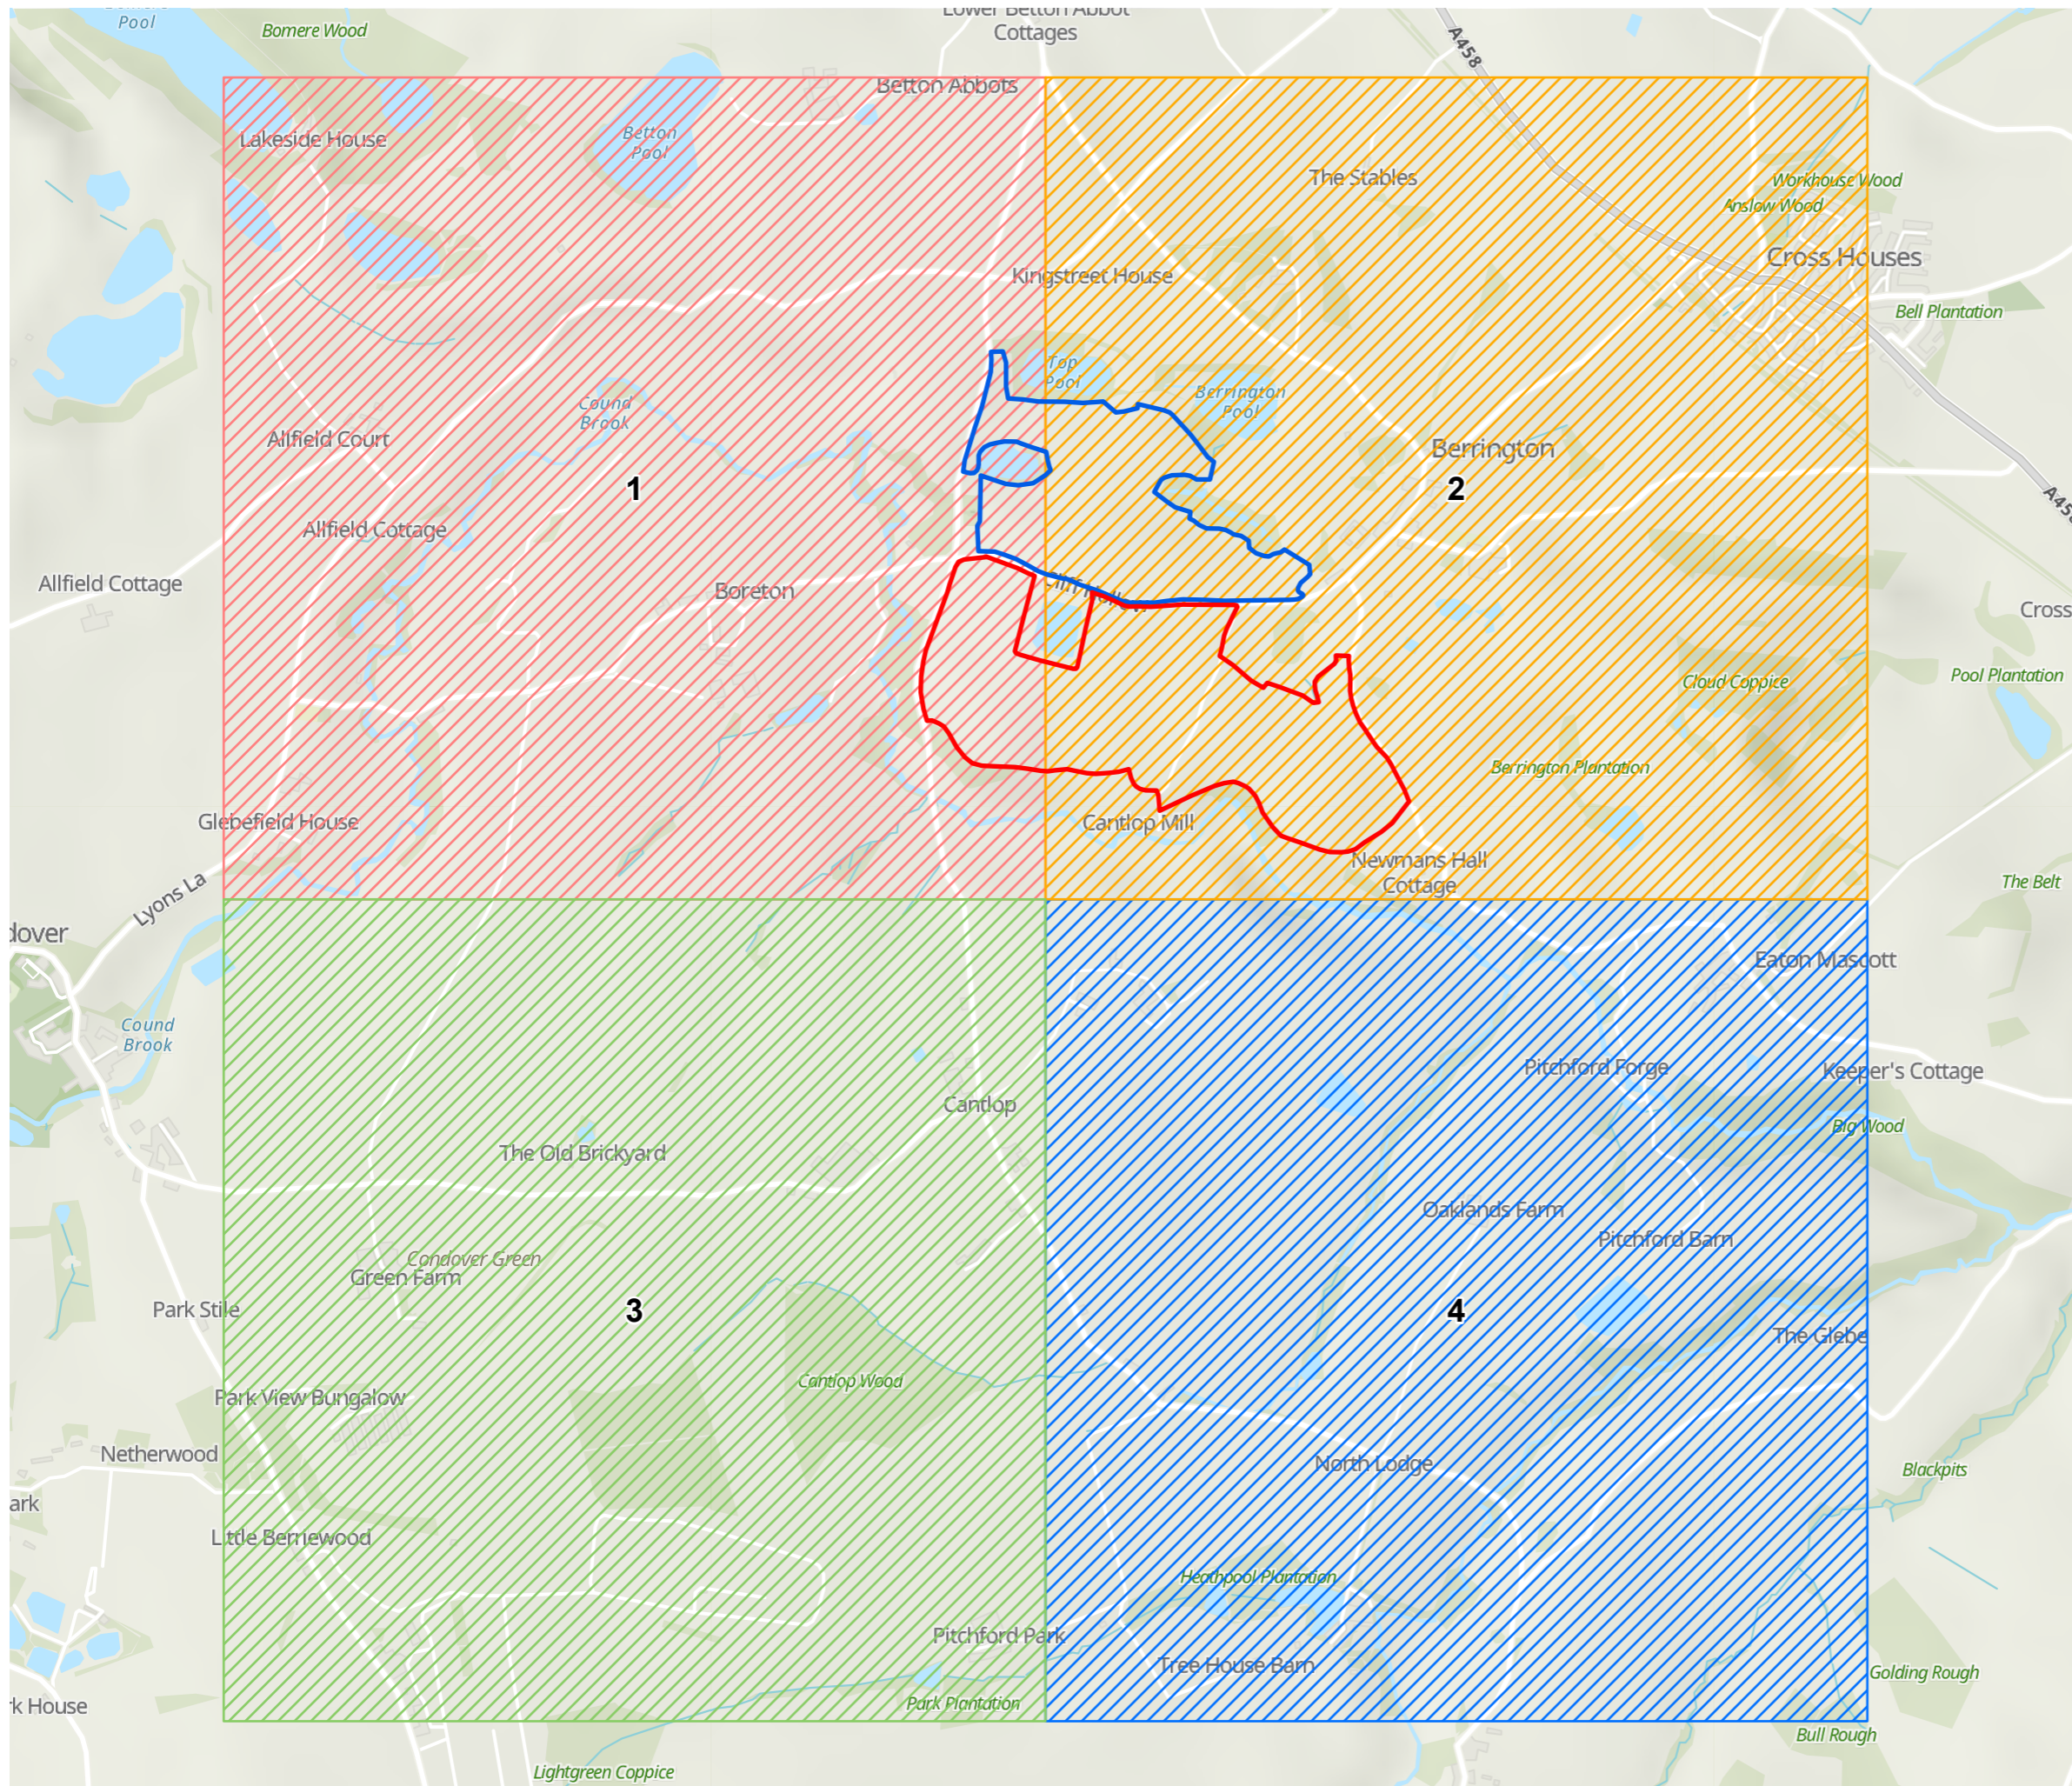 Pool
Bomere Wood
Lower Betton Abbot
Cottages
A458
Betton Abbots
Lakeside House
Betton
Pool
The Stables
Workhouse Wood
Anslow Wood
Cross Houses
Kingstreet House
Bell Plantation
Top
Pool
Berrington
Pool
Cound
Brook
Allfield Court
Berrington
1
2
A45
Allfield Cottage
Allfield Cottage
Boreton
Cliff Hollow
Cross
Cloud Coppice
Pool Plantation
Berrington Plantation
Glebefield House
Cantlop Mill
Newmans Hall
Cottage
The Belt
Lyons La
dover
Eaton Mascott
Cound
Brook
Pitchford Forge
Keeper's Cottage
Cantlop
Big Wood
The Old Brickyard
Oaklands Farm
Pitchford Barn
Condover Green
Green Farm
Park Stile
3
4
The Glebe
Cantlop Wood
Park View Bungalow
Netherwood
North Lodge
Blackpits
ark
Little Berriewood
Heathpool Plantation
Pitchford Park
Tree House Barn
Golding Rough
rk House
Park Plantation
Bull Rough
Lightgreen Coppice